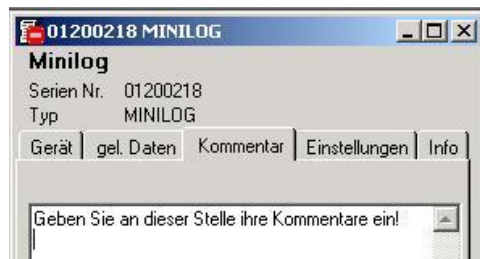 01200218 MINILOG
Minilog
Serien Nr. 01200218
Typ MINILOG
Gerät gel. Daten Kommentar Einstellungen Info
Geben Sie an dieser Stelle ihre Kommentare ein!